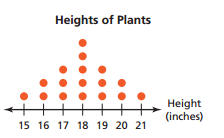 Heights of Plants
Height
(inches)
15 16 17 18 19 20 21